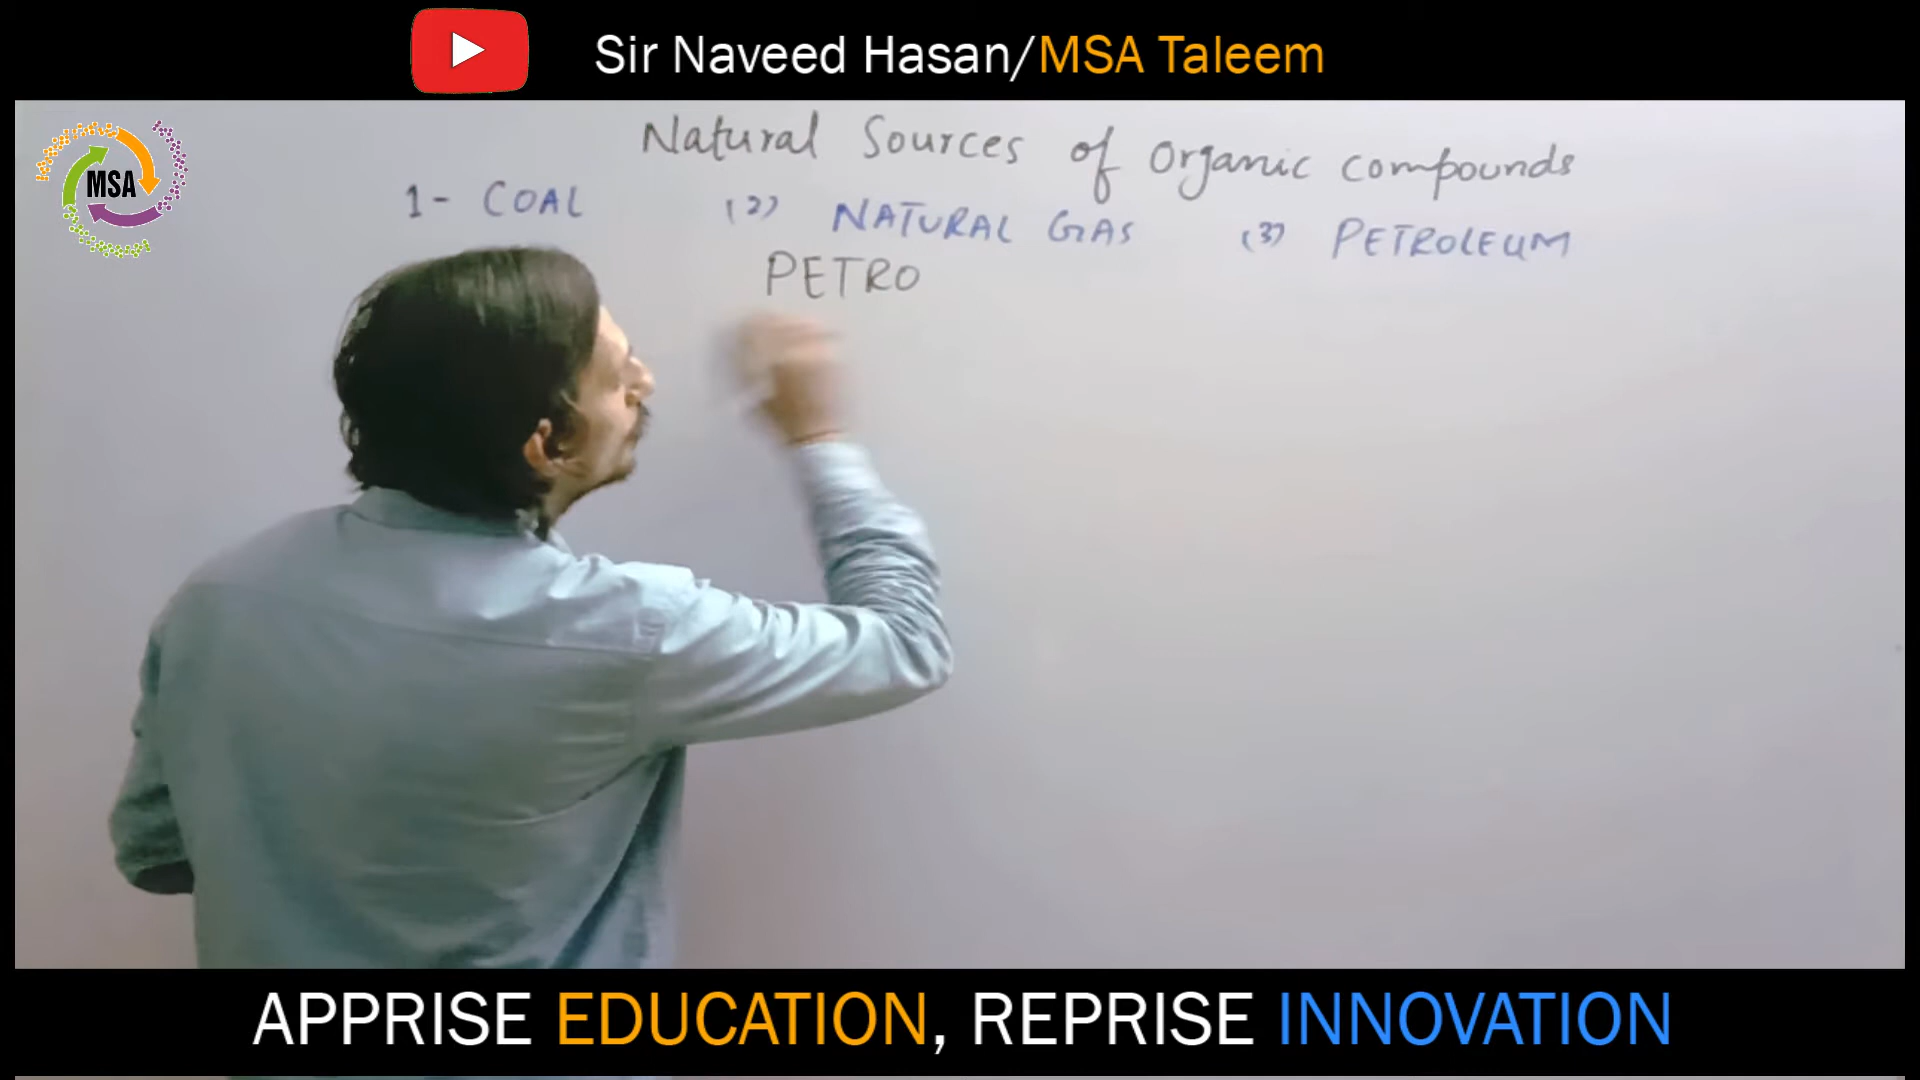 Sir Naveed Hasan/MSA Taleem
MSA
Natural Sources of Organic compounds
1- COAL (2) NATURAL GAS (3) PETROLEUM
PETRO
APPRISE EDUCATION, REPRISE INNOVATION